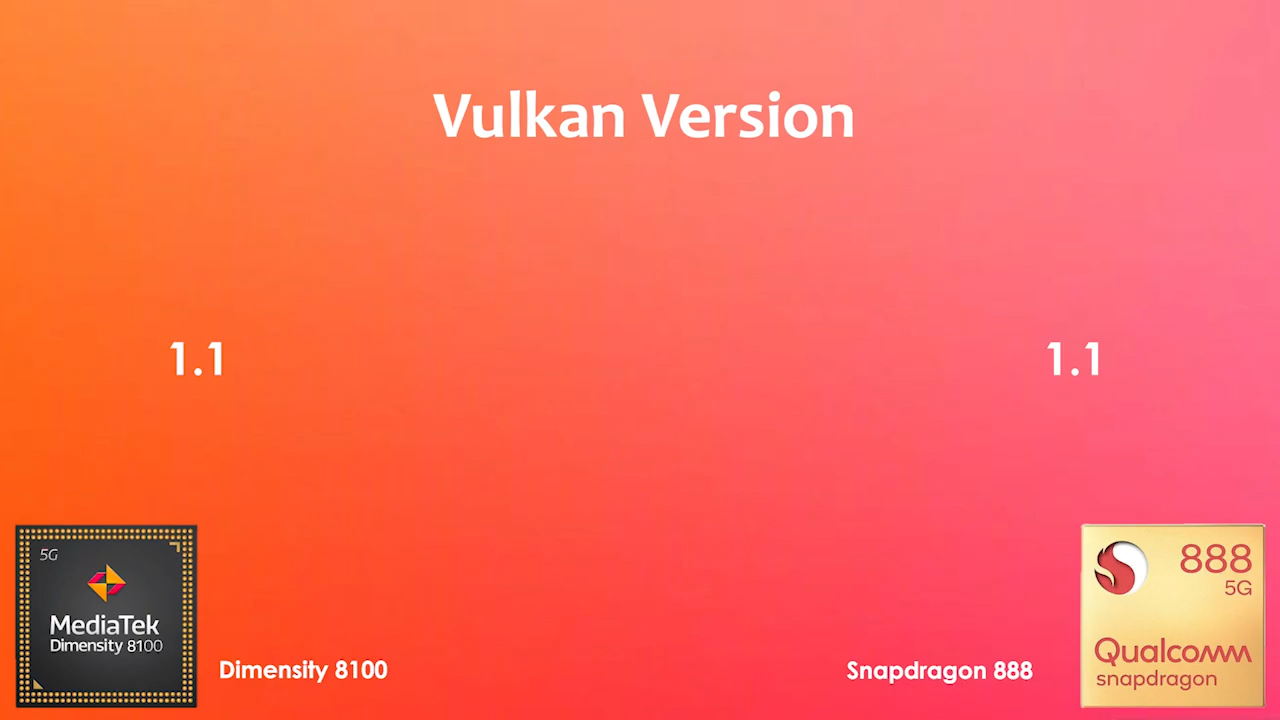 Vulkan Version
1.1
1.1
5G
MediaTek
Dimensity 8100
Dimensity 8100
Snapdragon 888
888
5G
Qualcomm
snapdragon